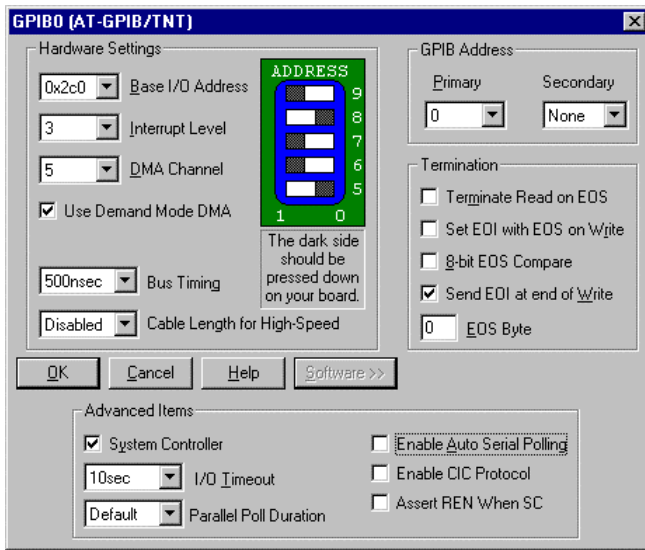 GPIB0 (AT-GPIB/TNT)
Hardware Settings
0x2c0 Base I/O Address
3 Interrupt Level
5 DMA Channel
Use Demand Mode DMA
500nsec Bus Timing
Disabled Cable Length for High-Speed
ADDRESS
9
8
7
6
5
1 0
The dark side
should be
pressed down
on your board.
GPIB Address
Primary Secondary
0 None
Termination
Terminate Read on EOS
Set EOI with EOS on Write
8-bit EOS Compare
Send EOI at end of Write
0 EOS Byte
OK Cancel Help Software >>
Advanced Items
System Controller
10sec I/O Timeout
Default Parallel Poll Duration
Enable Auto Serial Polling
Enable CIC Protocol
Assert REN When SC